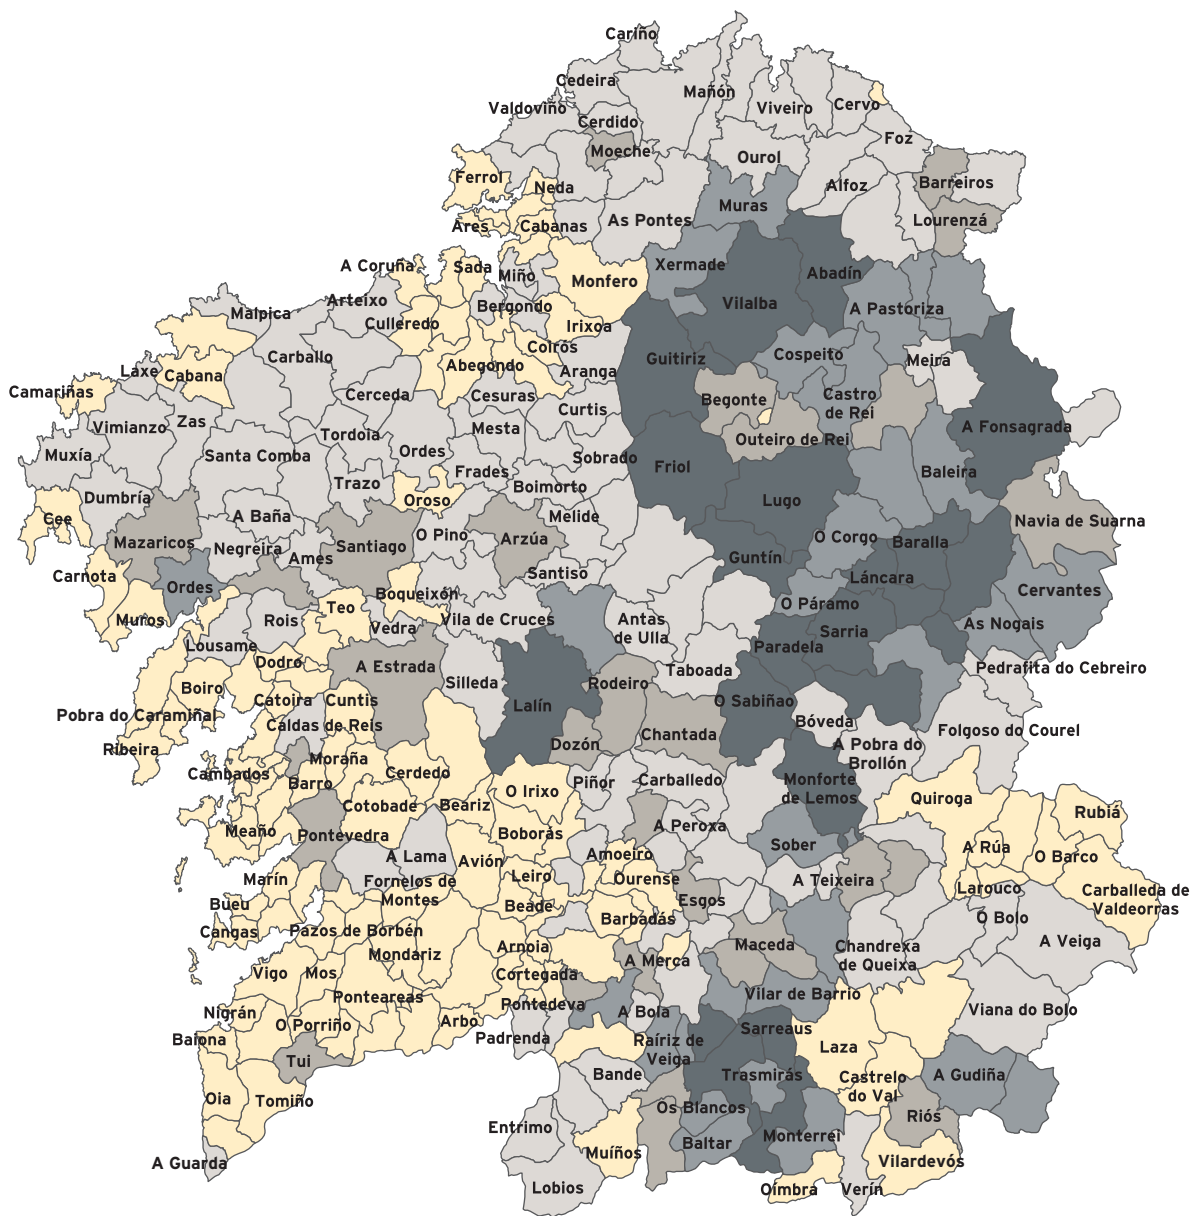 Cariño
Cedeira
Mañón
Valdoviño
Viveiro
Cervo
Cerdido
Foz
Moeche
Ourol
Ferrol
Neda
Alfoz
Barreiros
Muras
As Pontes
Lourenzá
Ares
Cabanas
A Coruña
Sada
Miño
Monfero
Xermade
Abadín
Arteixo
Bergondo
Vilalba
A Pastoriza
Malpica
Culleredo
Irixoa
Coirós
Carballo
Guitiriz
Cospeito
Meira
Laxe
Cabana
Abegondo
Aranga
Camariñas
Cerceda
Cesuras
Begonte
Castro
de Rei
Curtis
Vimianzo
Zas
Mesta
A Fonsagrada
Tordoia
Outeiro de Rei
Muxía
Santa Comba
Ordes
Sobrado
Friol
Baleira
Frades
Trazo
Boimorto
Dumbría
Oroso
Lugo
Cee
A Baña
Melide
Navia de Suarna
Mazaricos
Negreira
Ames
Santiago
O Pino
Arzúa
O Corgo
Baralla
Guntín
Carnota
Ordes
Santiso
Láncara
Boqueixón
Cervantes
Muros
Teo
O Páramo
Rois
Vedra
Vila de Cruces
Antas
de Ulla
Sarria
As Nogais
Lousame
Paradela
Dodro
A Estrada
Silleda
Rodeiro
Taboada
Pedrafita do Cebreiro
Boiro
Catoira
Cuntis
Lalín
O Sabiñao
Pobra do Caramiñal
Caldas de Reis
Bóveda
Folgoso do Courel
Ribeira
Dozón
Chantada
A Pobra do
Brollón
Moraña
Cambados
Barro
Cerdedo
O Irixo
Piñor
Carballedo
Monforte
de Lemos
Cotobade
Beariz
Quiroga
Rubiá
Meaño
Pontevedra
Boborás
A Peroxa
Sober
A Rúa
O Barco
A Lama
Avión
Amoeiro
Marín
Fornelos de
Montes
Leiro
Ourense
A Teixeira
Larouco
Carballeda de
Valdeorras
Bueu
Beade
Esgos
Cangas
Pazos de Borbén
Barbadás
O Bolo
Mondariz
Arnoia
A Merca
Maceda
Chandrexa
de Queixa
A Veiga
Vigo
Mos
Cortegada
Ponteareas
Pontedeva
Vilar de Barrio
Nigrán
O Porriño
Arbo
A Bola
Viana do Bolo
Baiona
Padrenda
Raíriz de
Veiga
Sarreaus
Laza
Tui
Bande
Trasmirás
Castrelo
do Val
A Gudiña
Oia
Tomiño
Os Blancos
Riós
Entrimo
Baltar
Monterrei
A Guarda
Muíños
Vilardevós
Lobios
Oímbra
Verín